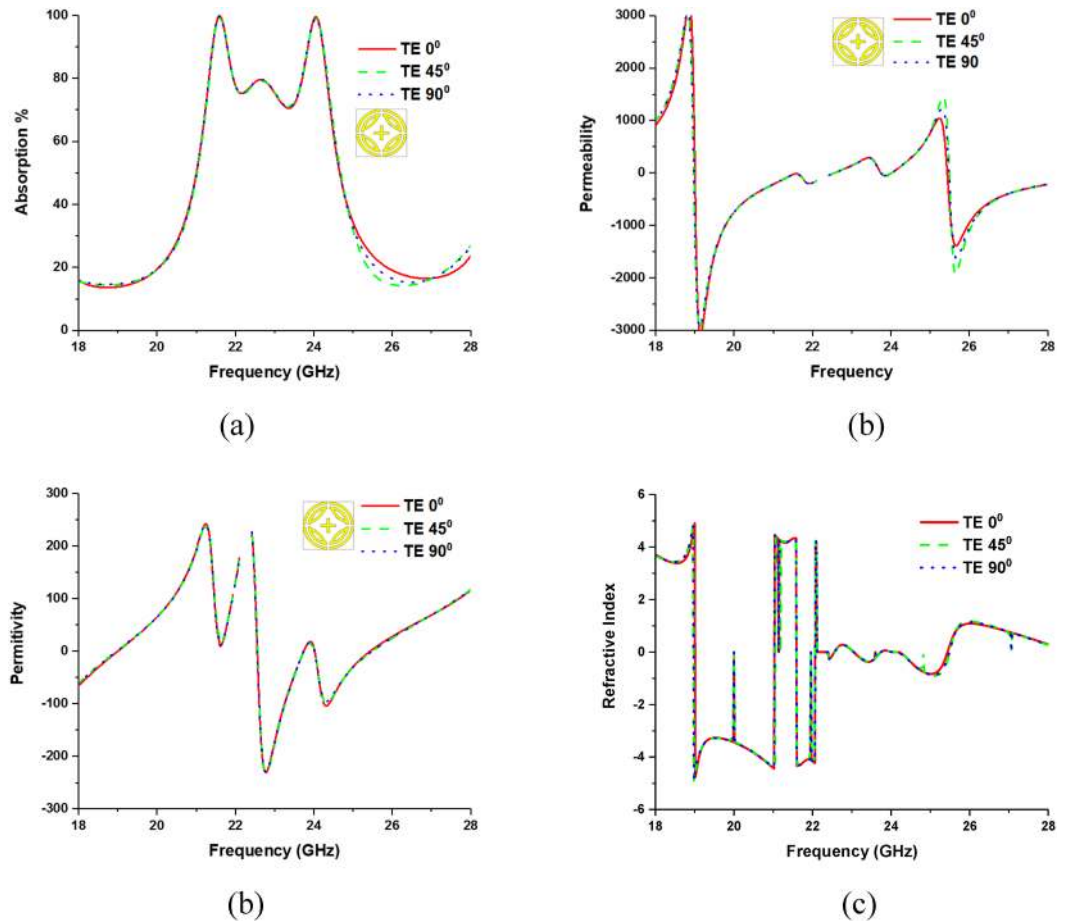 100
80
60
40
20
0
Absorption %
TE 0⁰
TE 45⁰
TE 90⁰
18 20 22 24 26 28
Frequency (GHz)
(a)
3000
2000
1000
0
-1000
-2000
-3000
Permeability
TE 0⁰
TE 45⁰
TE 90
18 20 22 24 26 28
Frequency
(b)
300
200
100
0
-100
-200
-300
Permitivity
TE 0⁰
TE 45⁰
TE 90⁰
18 20 22 24 26 28
Frequency (GHz)
(b)
6
4
2
0
-2
-4
-6
Refractive Index
TE 0⁰
TE 45⁰
TE 90⁰
18 20 22 24 26 28
Frequency (GHz)
(c)